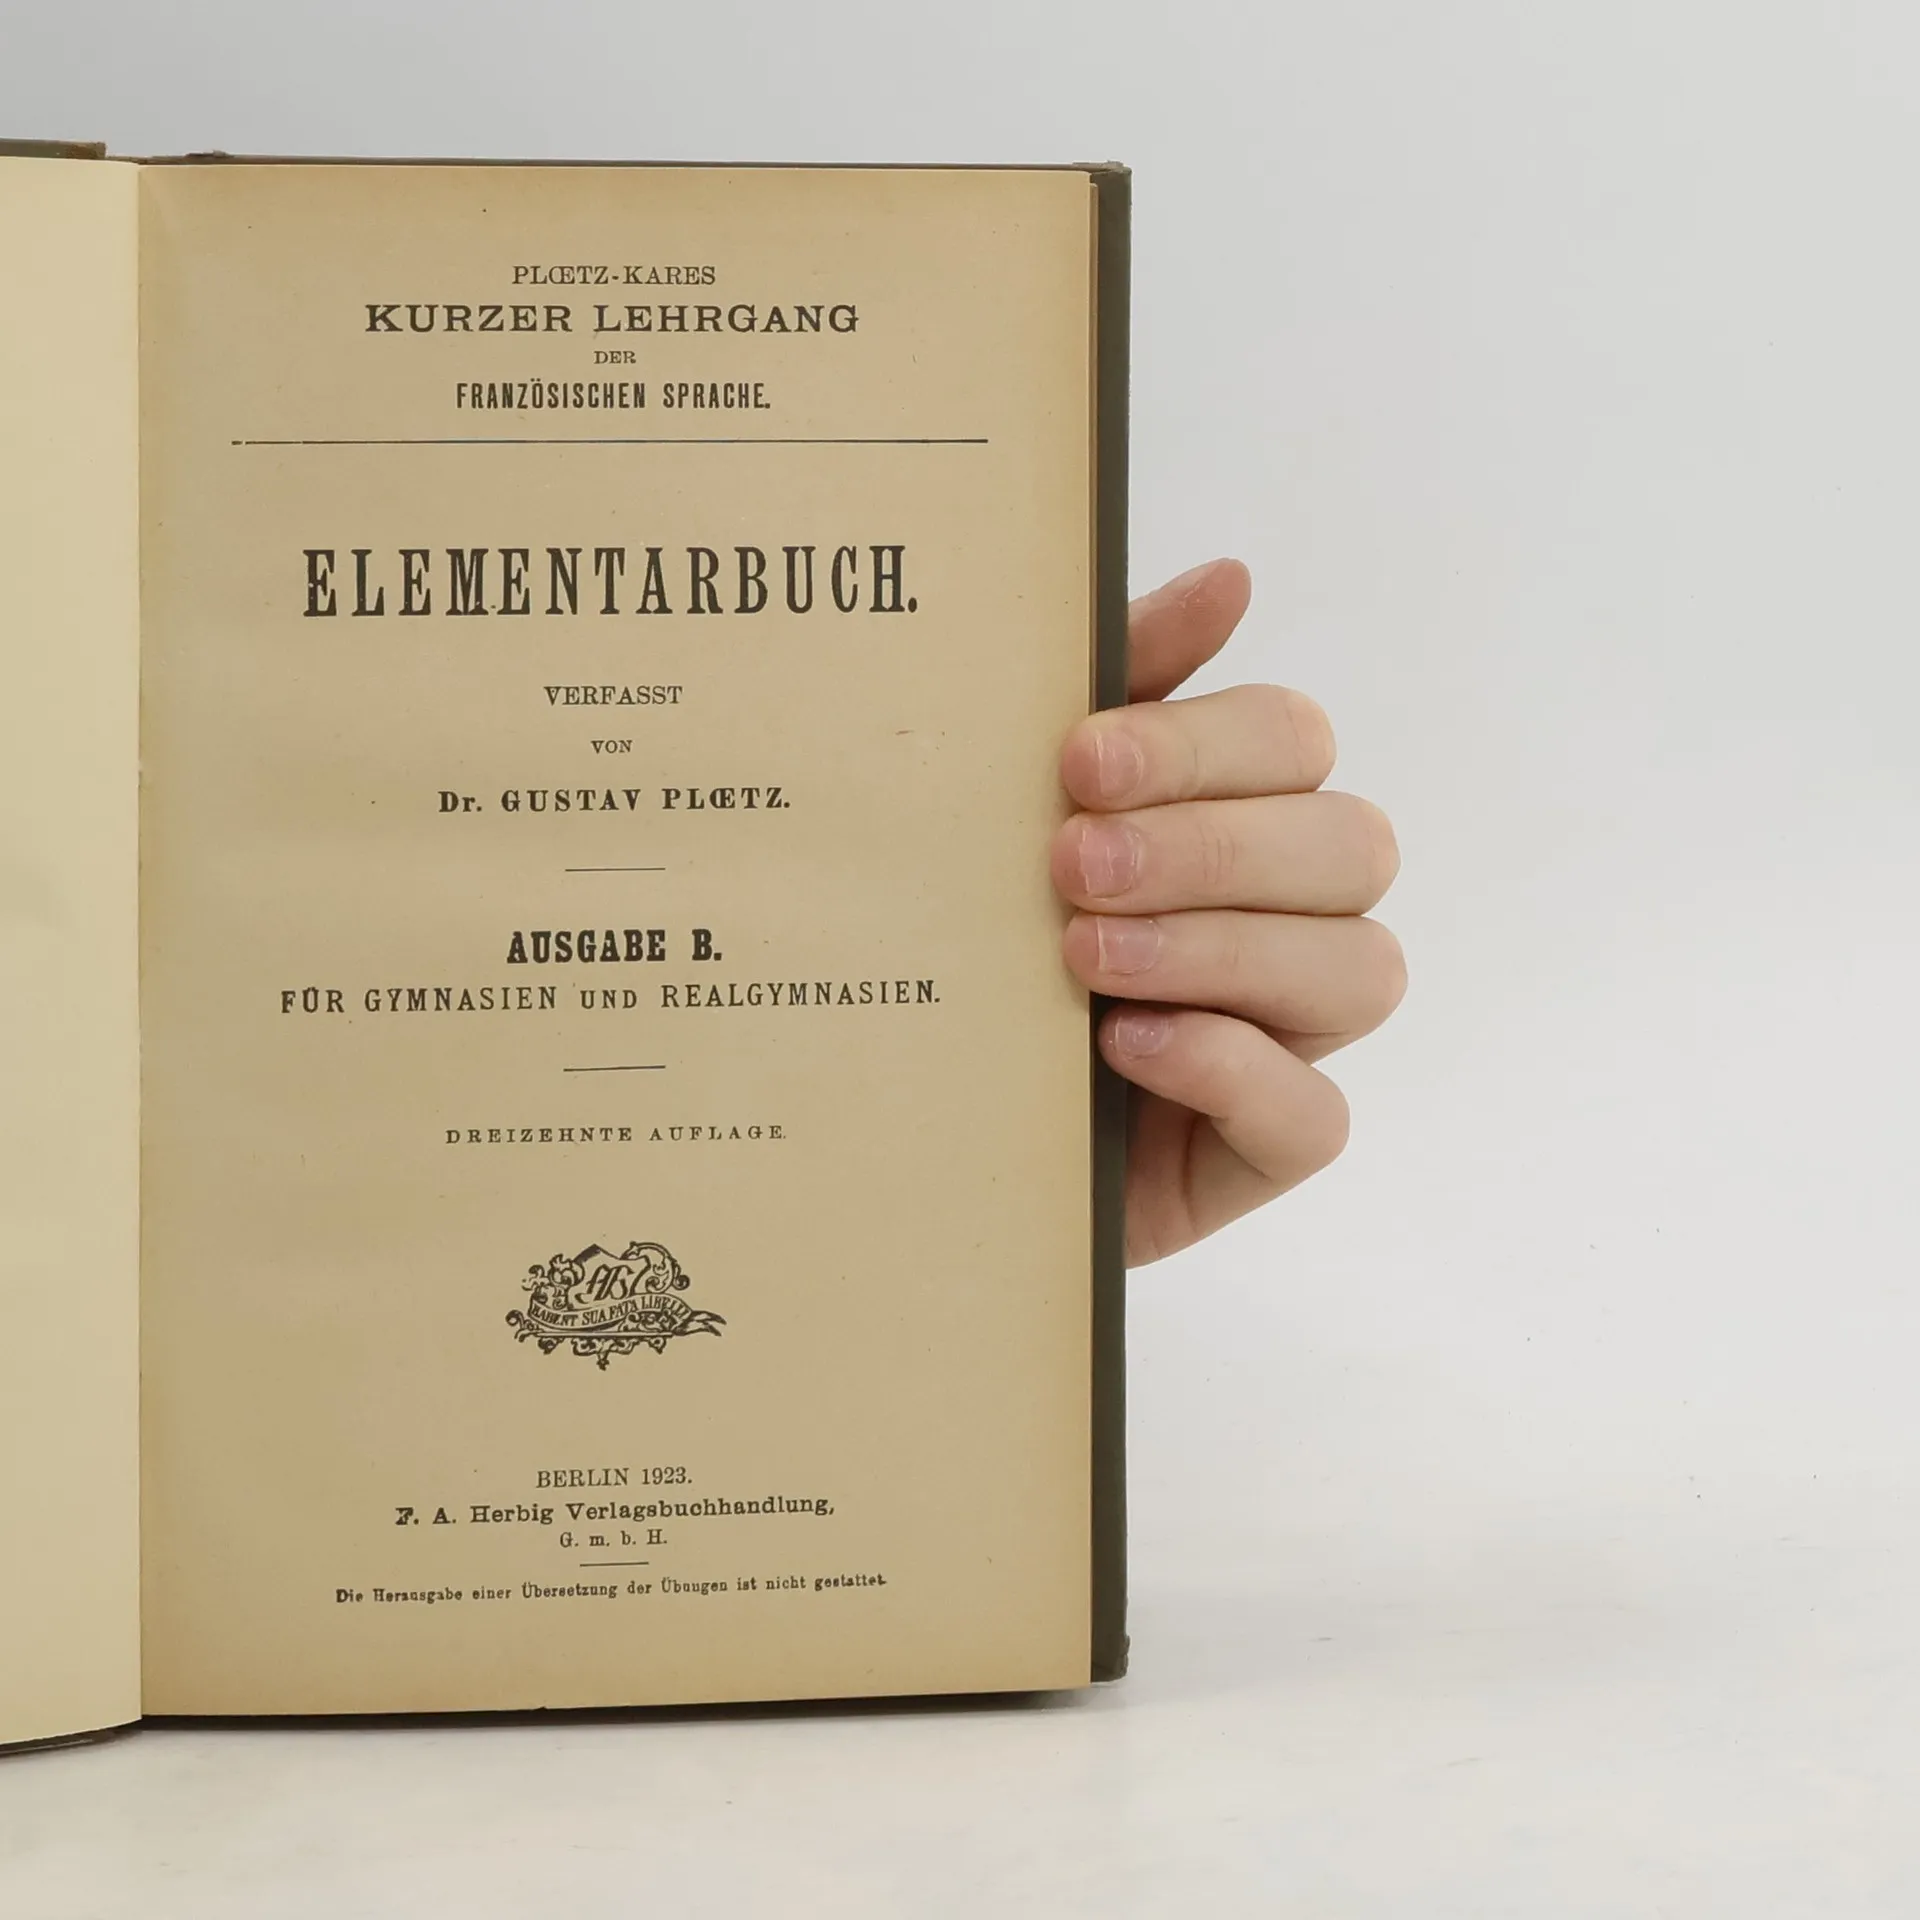 PLŒTZ-KARES
KURZER LEHRGANG
DER
FRANZÖSISCHEN SPRACHE.
ELEMENTARBUCH.
VERFASST
VON
Dr. GUSTAV PLŒTZ.
AUSGABE B.
FÜR GYMNASIEN UND REALGYMNASIEN.
DREIZEHNTE AUFLAGE.
HABENT SUA FATA LIBELLI
BERLIN 1923.
F. A. Herbig Verlagsbuchhandlung,
G. m. b. H.
Die Herausgabe einer Übersetzung der Übungen ist nicht gestattet.